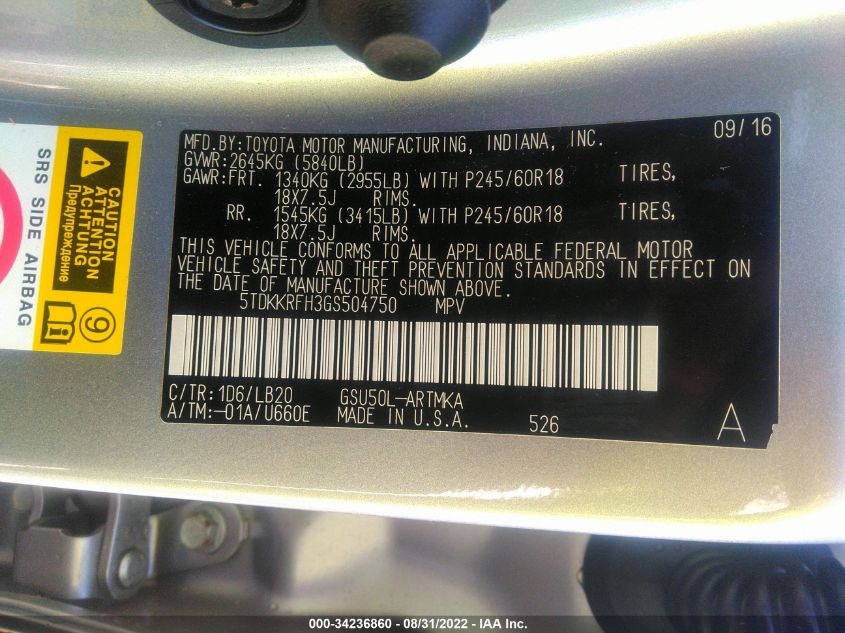 SRS SIDE AIRBAG
CAUTION
ATTENTION
ACHTUNG
Предупреждение
MFD.BY:TOYOTA MOTOR MANUFACTURING, INDIANA, INC. 09/16
GVWR:2645KG (5840LB)
GAWR:FRT. 1340KG (2955LB) WITH P245/60R18 TIRES,
18X7.5J RIMS.
RR. 1545KG (3415LB) WITH P245/60R18 TIRES,
18X7.5J RIMS.
THIS VEHICLE CONFORMS TO ALL APPLICABLE FEDERAL MOTOR
VEHICLE SAFETY AND THEFT PREVENTION STANDARDS IN EFFECT ON
THE DATE OF MANUFACTURE SHOWN ABOVE.
5TDKKRFH3GS504750 MPV
C/TR:1D6/LB20 GSU50L-ARTMKA
A/TM:-01A/U660E MADE IN U.S.A. 526 A
000-34236860 - 08/31/2022 - IAA Inc.